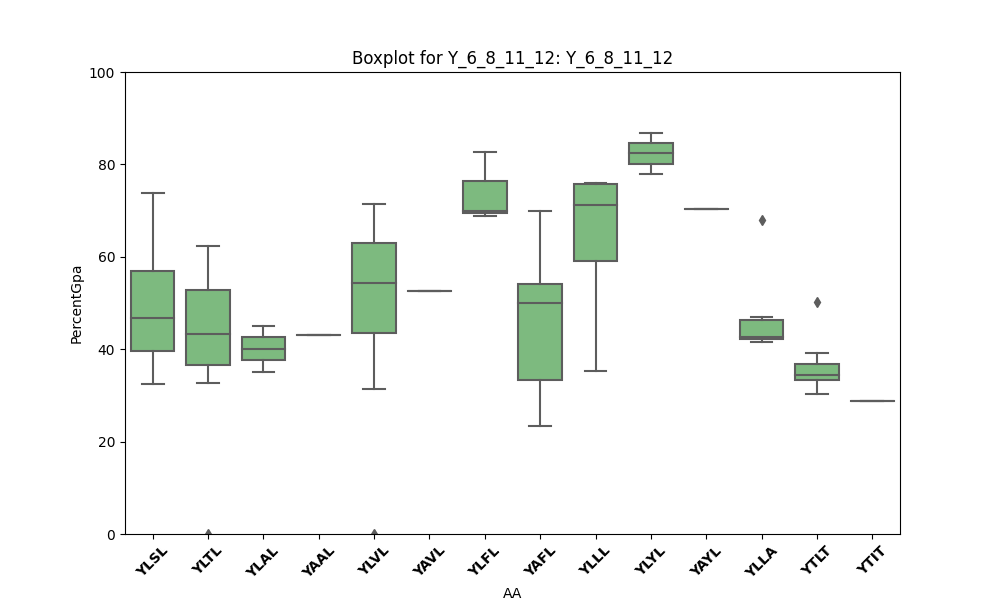 Boxplot for Y_6_8_11_12: Y_6_8_11_12
100
80
60
40
20
0
PercentGpa
YLSL YLTL YLAL YAAL YLVL YAVL YLFL YAFL YLLL YLYL YAYL YLLA YTLT YTIT
AA